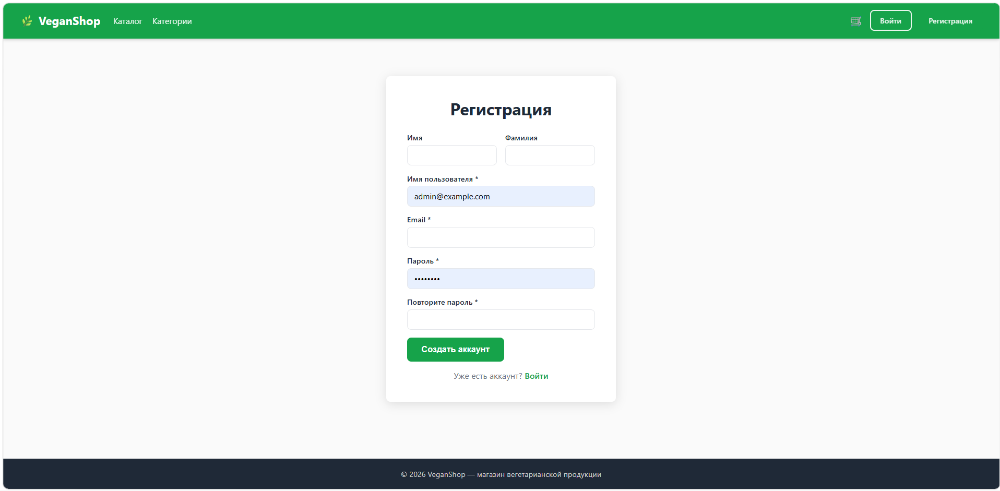 VeganShop Каталог Категории Войти Регистрация
Регистрация
Имя Фамилия
Имя пользователя *
admin@example.com
Email *
Пароль *
••••••••
Повторите пароль *
Создать аккаунт
Уже есть аккаунт? Войти
© 2026 VeganShop — магазин вегетарианской продукции